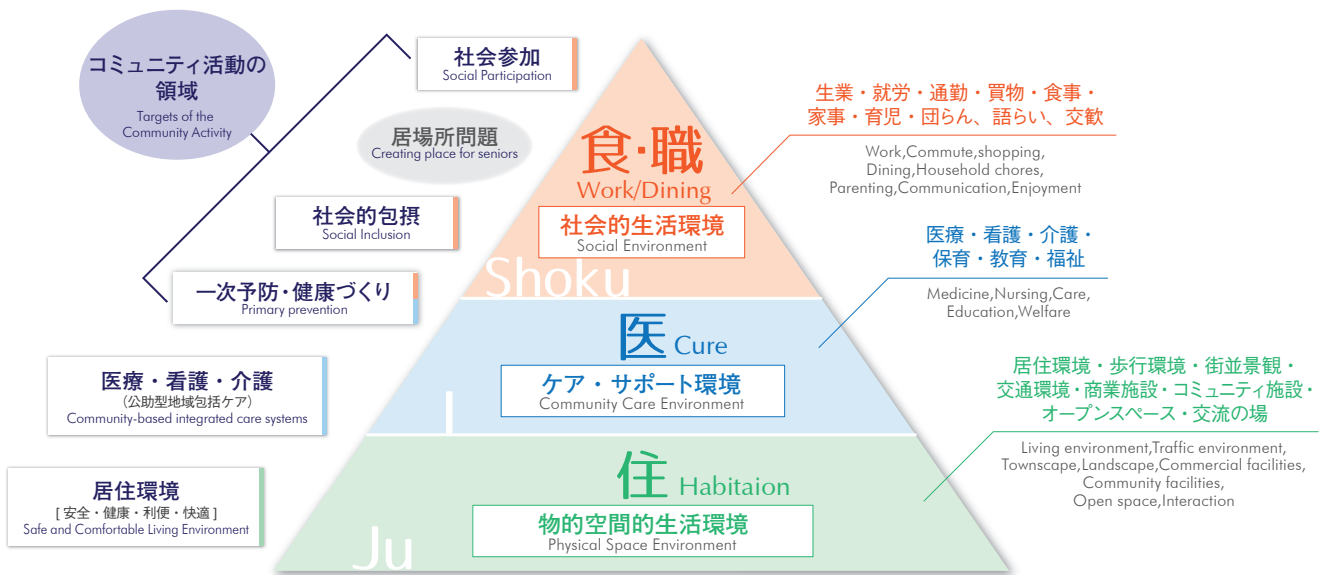 コミュニティ活動の
領域
Targets of the
Community Activity
社会参加
Social Participation
居場所問題
Creating place for seniors
社会的包摂
Social Inclusion
一次予防・健康づくり
Primary prevention
医療・看護・介護
（公助型地域包括ケア）
Community-based integrated care systems
居住環境
[ 安全・健康・利便・快適 ]
Safe and Comfortable Living Environment
食・職
Work/Dining
社会的生活環境
Social Environment
Shoku
医 Cure
ケア・サポート環境
Community Care Environment
I
住 Habitaion
物的空間的生活環境
Physical Space Environment
Ju
生業・就労・通勤・買物・食事・
家事・育児・団らん、語らい、交歓
Work,Commute,shopping,
Dining,Household chores,
Parenting,Communication,Enjoyment
医療・看護・介護・
保育・教育・福祉
Medicine,Nursing,Care,
Education,Welfare
居住環境・歩行環境・街並景観・
交通環境・商業施設・コミュニティ施設・
オープンスペース・交流の場
Living environment,Traffic environment,
Townscape,Landscape,Commercial facilities,
Community facilities,
Open space,Interaction